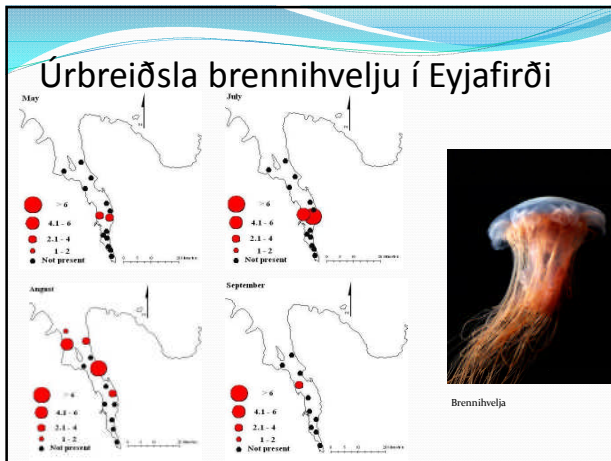 Úrbreiðsla brennihvelju í Eyjafirði
May
> 6
4.1 - 6
2.1 - 4
1 - 2
Not present
July
> 6
4.1 - 6
2.1 - 4
1 - 2
Not present
August
> 6
4.1 - 6
2.1 - 4
1 - 2
Not present
September
> 6
4.1 - 6
2.1 - 4
1 - 2
Not present
Brennihvelja